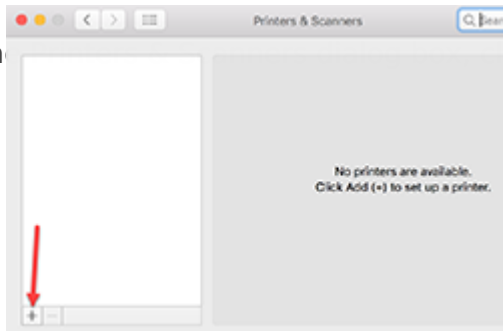 Printers & Scanners
No printers are available.
Click Add (+) to set up a printer.